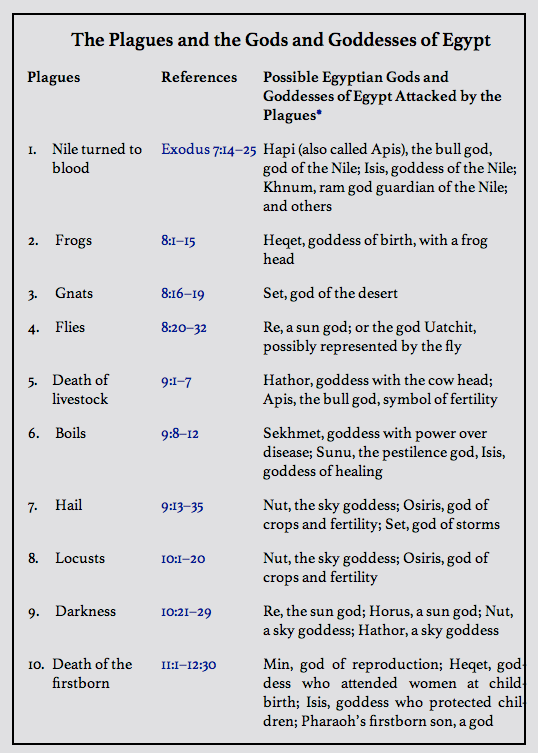 The Plagues and the Gods and Goddesses of Egypt
Plagues References Possible Egyptian Gods and
Goddesses of Egypt Attacked by the
Plagues*
1. Nile turned to Exodus 7:14–25 Hapi (also called Apis), the bull god,
blood god of the Nile; Isis, goddess of the Nile;
Khnum, ram god guardian of the Nile;
and others
2. Frogs 8:1–15 Heqet, goddess of birth, with a frog
head
3. Gnats 8:16–19 Set, god of the desert
4. Flies 8:20–32 Re, a sun god; or the god Uatchit,
possibly represented by the fly
5. Death of 9:1–7 Hathor, goddess with the cow head;
livestock Apis, the bull god, symbol of fertility
6. Boils 9:8–12 Sekhmet, goddess with power over
disease; Sunu, the pestilence god, Isis,
goddess of healing
7. Hail 9:13–35 Nut, the sky goddess; Osiris, god of
crops and fertility; Set, god of storms
8. Locusts 10:1–20 Nut, the sky goddess; Osiris, god of
crops and fertility
9. Darkness 10:21–29 Re, the sun god; Horus, a sun god; Nut,
a sky goddess; Hathor, a sky goddess
10. Death of the 11:1–12:30 Min, god of reproduction; Heqet, god-
firstborn dess who attended women at child-
birth; Isis, goddess who protected chil-
dren; Pharaoh's firstborn son, a god